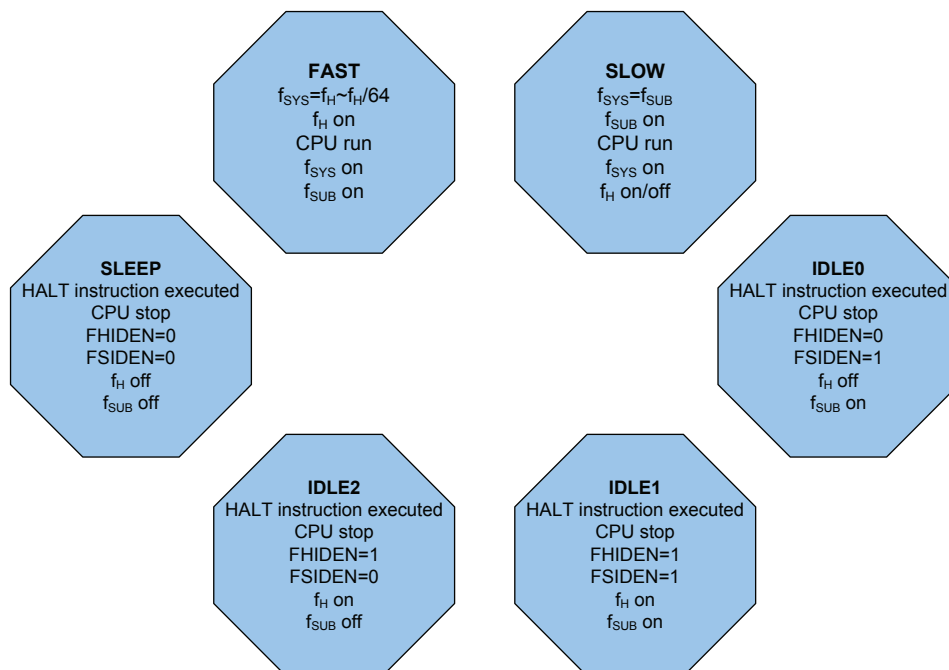 FAST
fSYS=fH~fH/64
fH on
CPU run
fSYS on
fSUB on
SLOW
fSYS=fSUB
fSUB on
CPU run
fSYS on
fH on/off
SLEEP
HALT instruction executed
CPU stop
FHIDEN=0
FSIDEN=0
fH off
fSUB off
IDLE0
HALT instruction executed
CPU stop
FHIDEN=0
FSIDEN=1
fH off
fSUB on
IDLE2
HALT instruction executed
CPU stop
FHIDEN=1
FSIDEN=0
fH on
fSUB off
IDLE1
HALT instruction executed
CPU stop
FHIDEN=1
FSIDEN=1
fH on
fSUB on